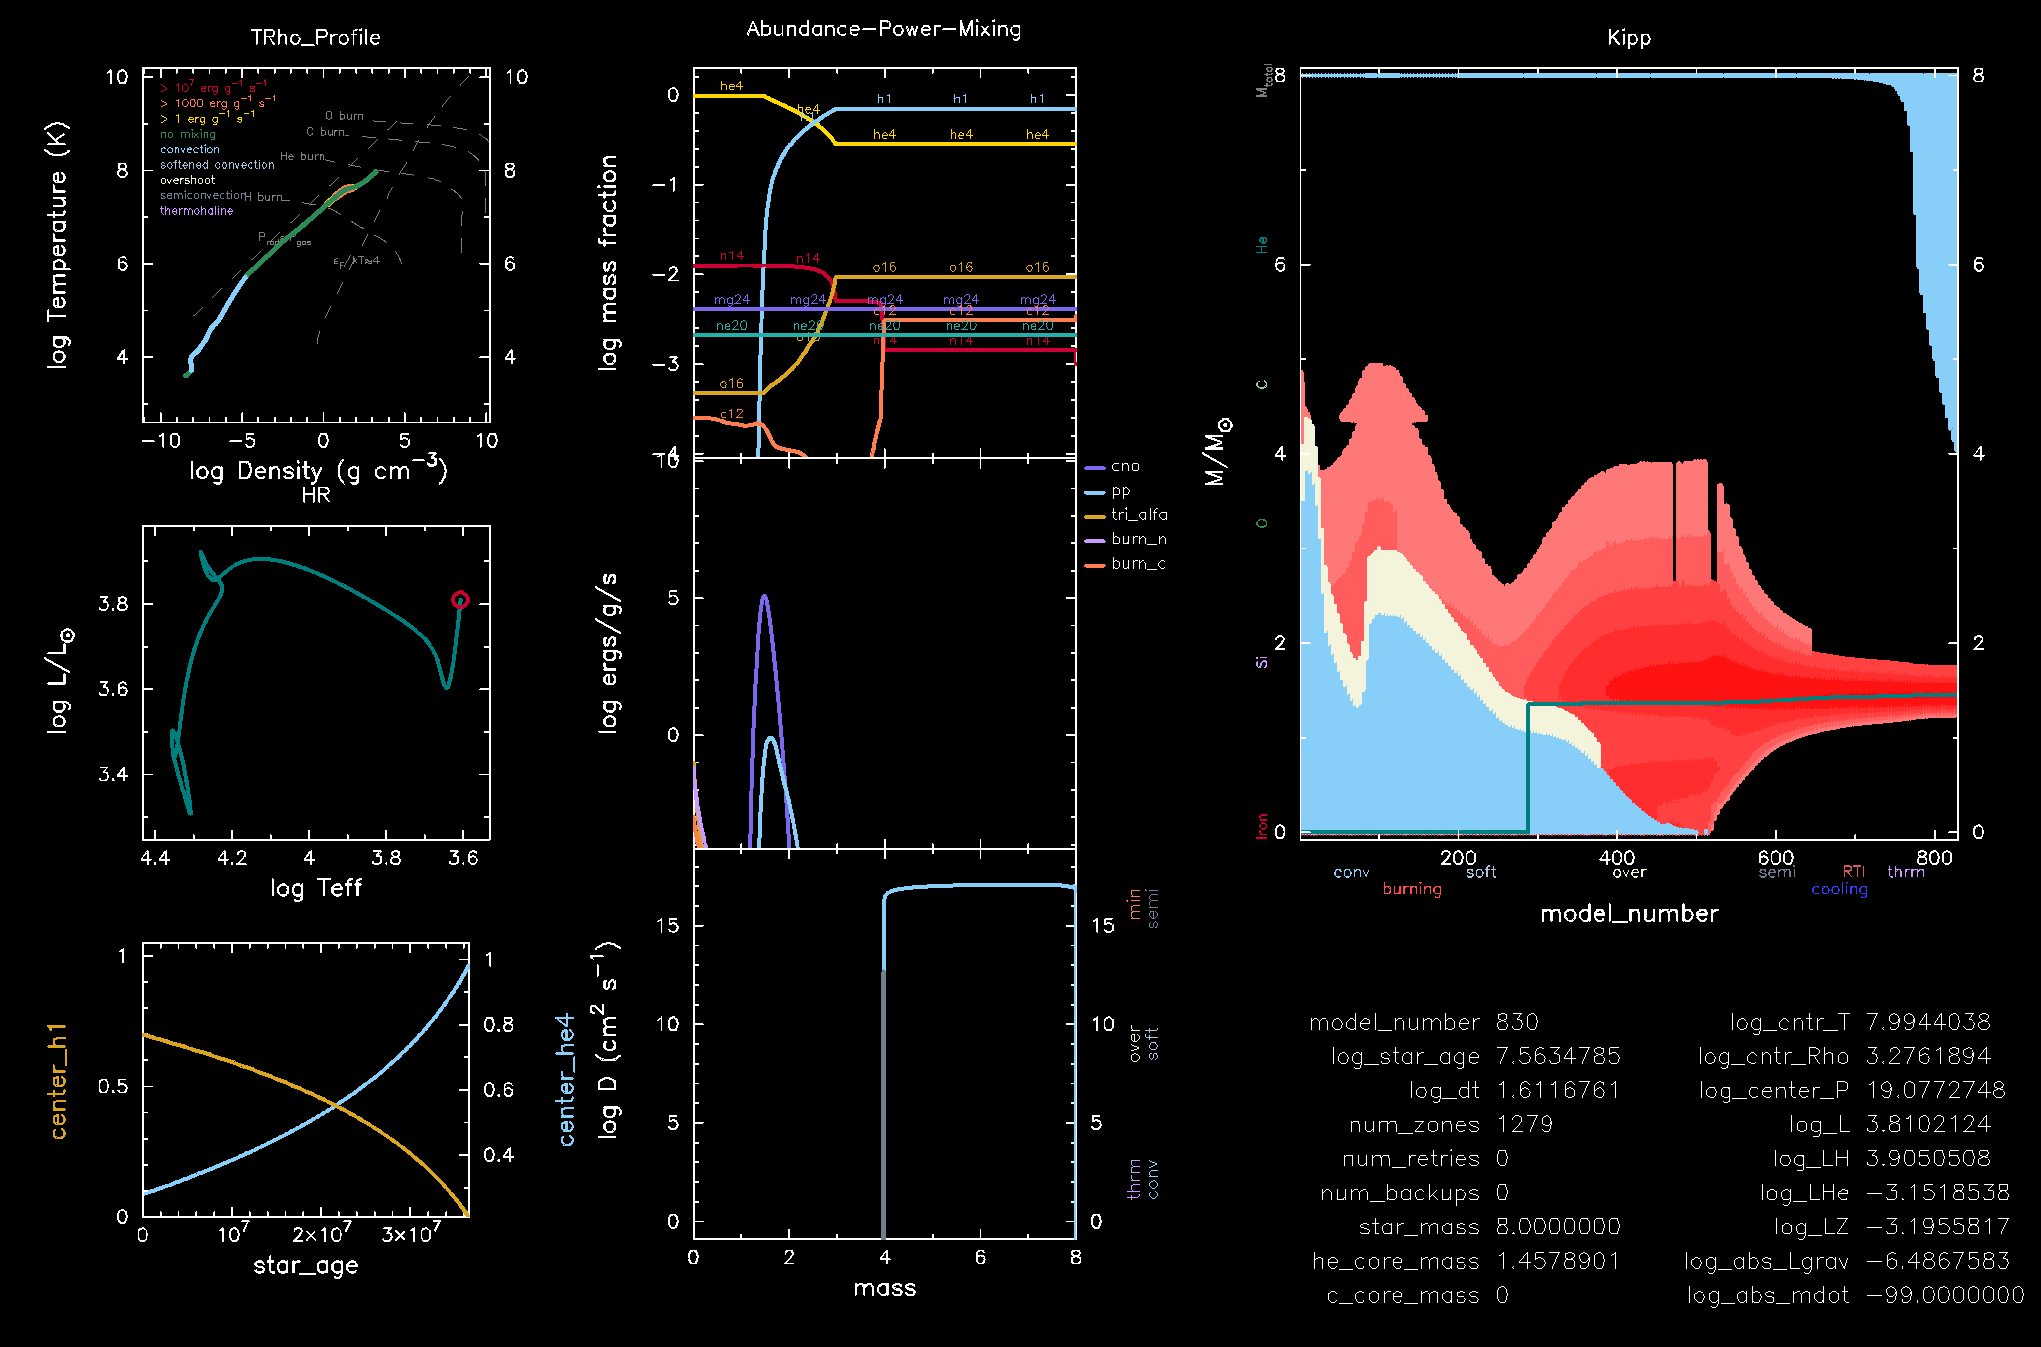 TRho_Profile
> 10⁷ erg g⁻¹ s⁻¹
> 1000 erg g⁻¹ s⁻¹
> 1 erg g⁻¹ s⁻¹
no mixing
convection
softened convection
overshoot
semiconvection
thermohaline
O burn
C burn
He burn
H burn
εF/kT≈4
10
8
6
4
10
8
6
4
log Temperature (K)
−10 −5 0 5 10
log Density (g cm⁻³)
HR
3.8
3.6
3.4
log L/L⊙
4.4 4.2 4 3.8 3.6
log Teff
1
0.5
0
center_h1
1
0.8
0.6
0.4
center_he4
0 10⁷ 2×10⁷ 3×10⁷
star_age
Abundance−Power−Mixing
0
−1
−2
−3
−4
log mass fraction
he4 he4 he4 he4 he4
h1 h1 h1
n14 n14 n14 n14 n14
o16 o16 o16 o16 o16
mg24 mg24 mg24 mg24 mg24
c12 c12 c12 c12
ne20 ne20 ne20 ne20 ne20
10
5
0
log ergs/g/s
cno
pp
tri_alfa
burn_n
burn_c
15
10
5
0
log D (cm² s⁻¹)
15
10
5
0
min
semi
over
soft
thrm
conv
0 2 4 6 8
mass
Kipp
8
6
4
2
0
8
6
4
2
0
M/M⊙
Mtotal
He
C
O
Si
Iron
200 400 600 800
conv soft over semi RTI thrm
burning cooling
model_number
model_number 830 log_cntr_T 7.9944038
log_star_age 7.5634785 log_cntr_Rho 3.2761894
log_dt 1.6116761 log_center_P 19.0772748
num_zones 1279 log_L 3.8102124
num_retries 0 log_LH 3.9050508
num_backups 0 log_LHe −3.1518538
star_mass 8.0000000 log_LZ −3.1955817
he_core_mass 1.4578901 log_abs_Lgrav −6.4867583
c_core_mass 0 log_abs_mdot −99.0000000